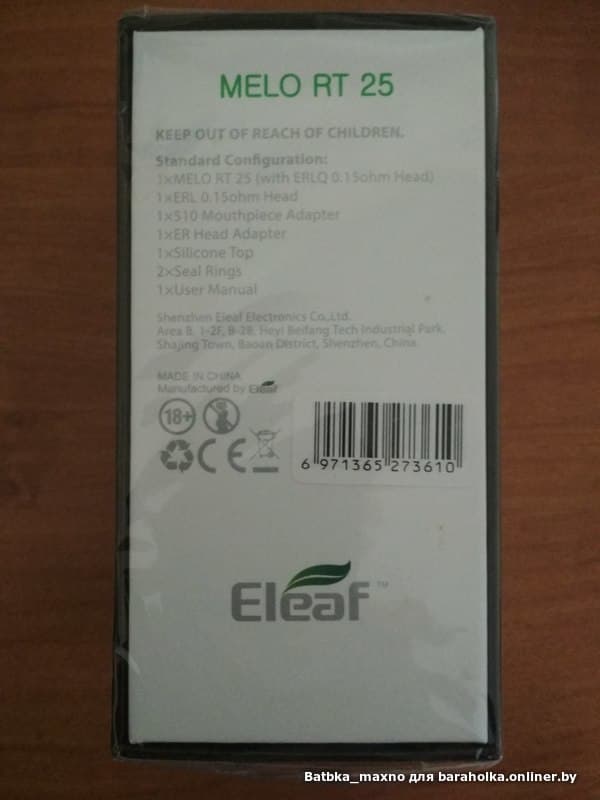 MELO RT 25
KEEP OUT OF REACH OF CHILDREN.
Standard Configuration:
1×MELO RT 25 (with ERLQ 0.15ohm Head)
1×ERL 0.15ohm Head
1×510 Mouthpiece Adapter
1×ER Head Adapter
1×Silicone Top
2×Seal Rings
1×User Manual
Shenzhen Eleaf Electronics Co.,Ltd.
Area B, 1-2F, B-28, Heyi Beifang Tech Industrial Park,
Shajing Town, Baoan District, Shenzhen, China
MADE IN CHINA
Manufactured by Eleaf
18+
CE
6 971365 273610
Eleaf™
Batbka_maxno для baraholka.onliner.by